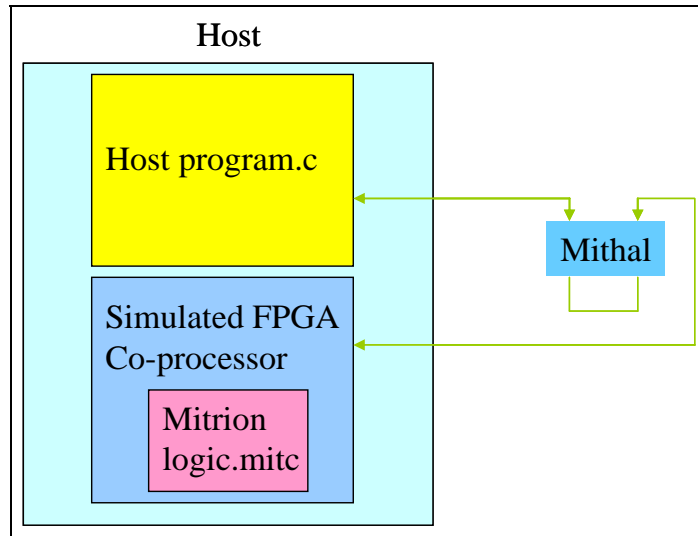 Host
Host program.c
Mithal
Simulated FPGA
Co-processor
Mitrion
logic.mitc